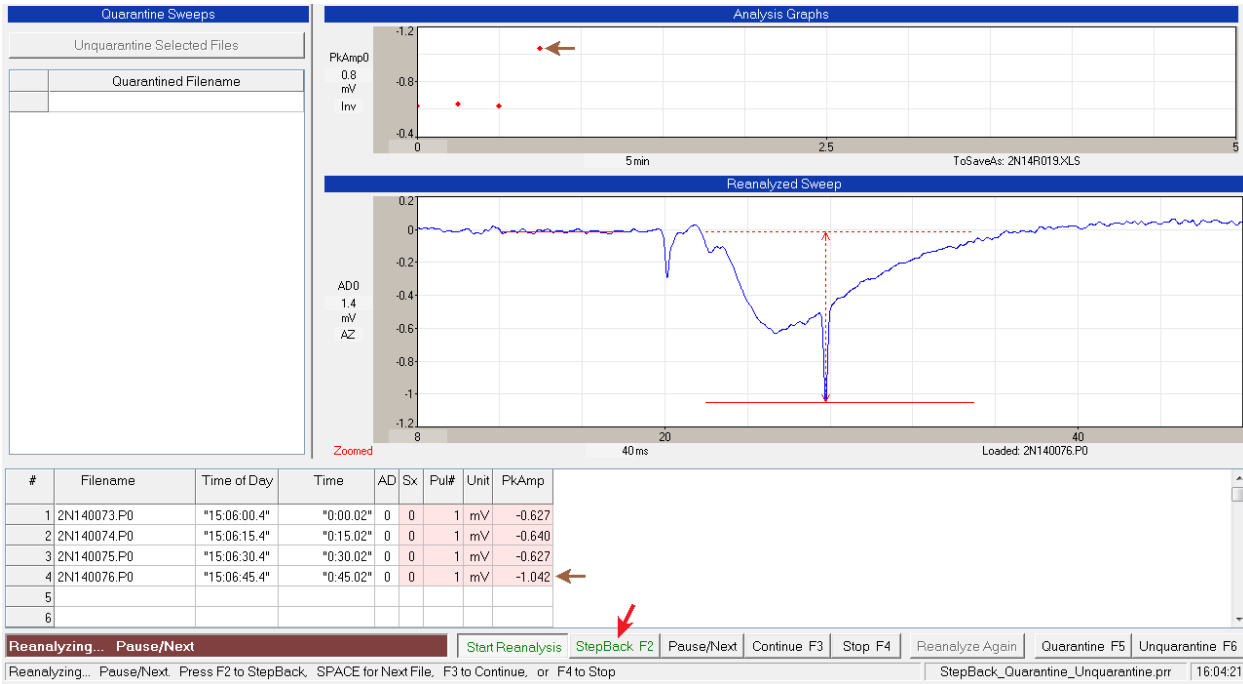 Quarantine Sweeps
Unquarantine Selected Files
Quarantined Filename
Analysis Graphs
PkAmp0
0.8
mV
Inv
-1.2
-0.8
-0.4
0 2.5 5
5 min ToSaveAs: 2N14R019.XLS
Reanalyzed Sweep
AD0
1.4
mV
AZ
0.2
0
-0.2
-0.4
-0.6
-0.8
-1
-1.2
8 20 40
Zoomed 40 ms Loaded: 2N140076.P0
# Filename Time of Day Time AD Sx Pul# Unit PkAmp
1 2N140073.P0 "15:06:00.4" "0:00.02" 0 0 1 mV -0.627
2 2N140074.P0 "15:06:15.4" "0:15.02" 0 0 1 mV -0.640
3 2N140075.P0 "15:06:30.4" "0:30.02" 0 0 1 mV -0.627
4 2N140076.P0 "15:06:45.4" "0:45.02" 0 0 1 mV -1.042
5
6
Reanalyzing... Pause/Next Start Reanalysis StepBack F2 Pause/Next Continue F3 Stop F4 Reanalyze Again Quarantine F5 Unquarantine F6
Reanalyzing... Pause/Next. Press F2 to StepBack, SPACE for Next File, F3 to Continue, or F4 to Stop StepBack_Quarantine_Unquarantine.prr 16:04:21